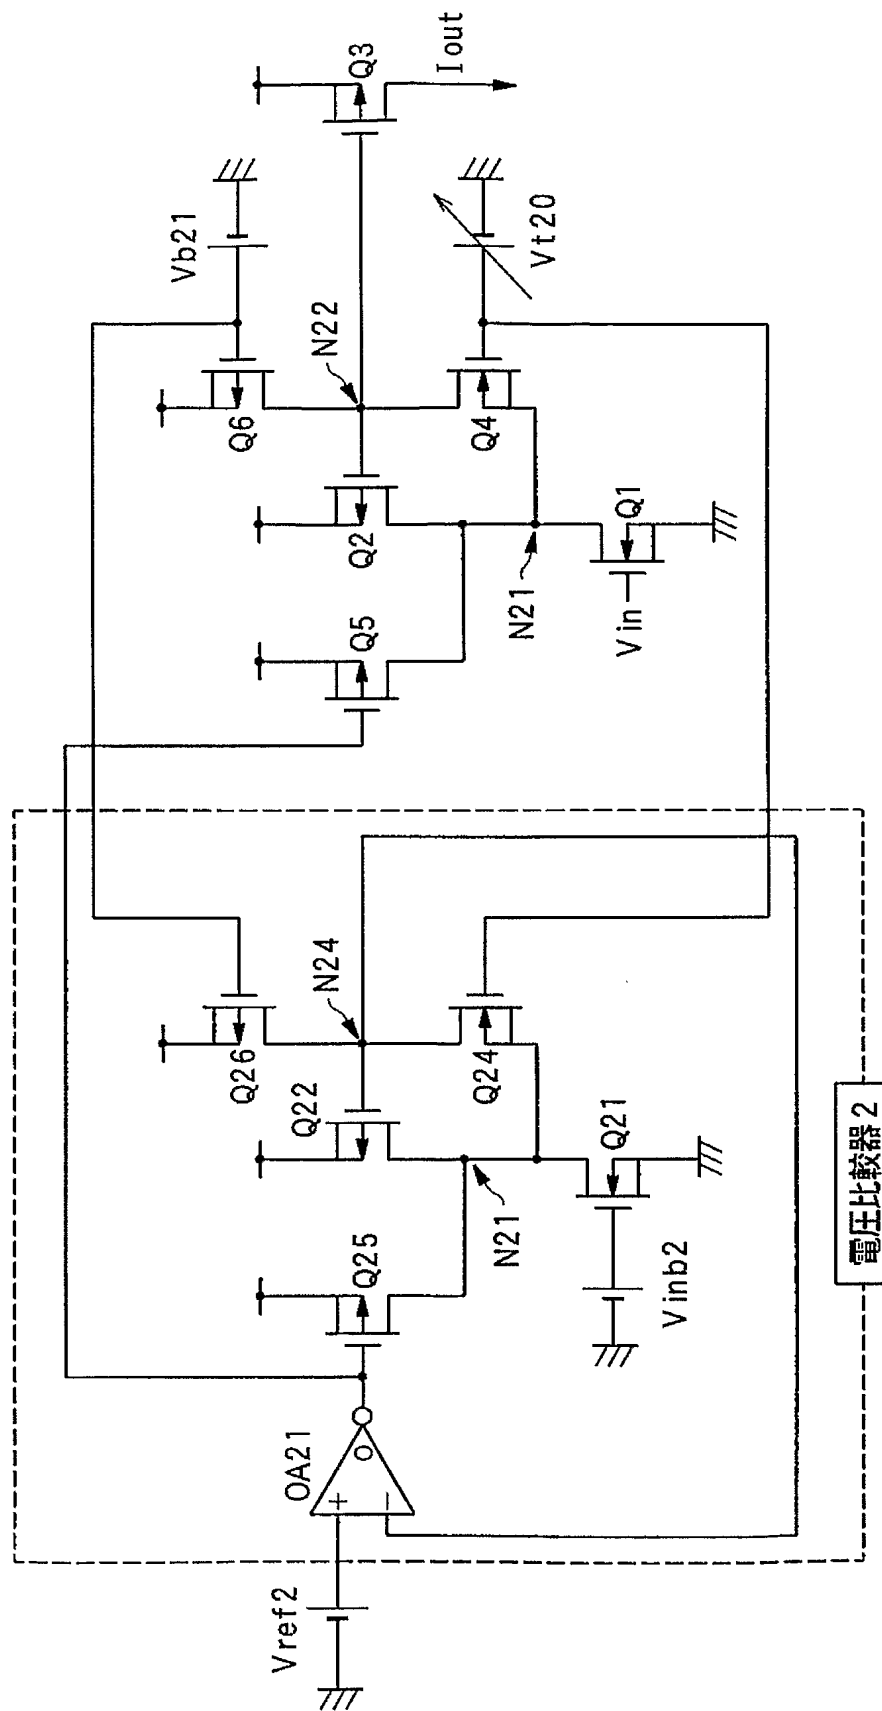 Vref2
OA21
+
−
O
Q25
Q22
Q26
N24
N21
Q24
Q21
Vinb2
電圧比較器2
Q5
Q2
Q6
N22
Vb21
Q3
Iout
N21
Q4
Vt20
Vin
Q1